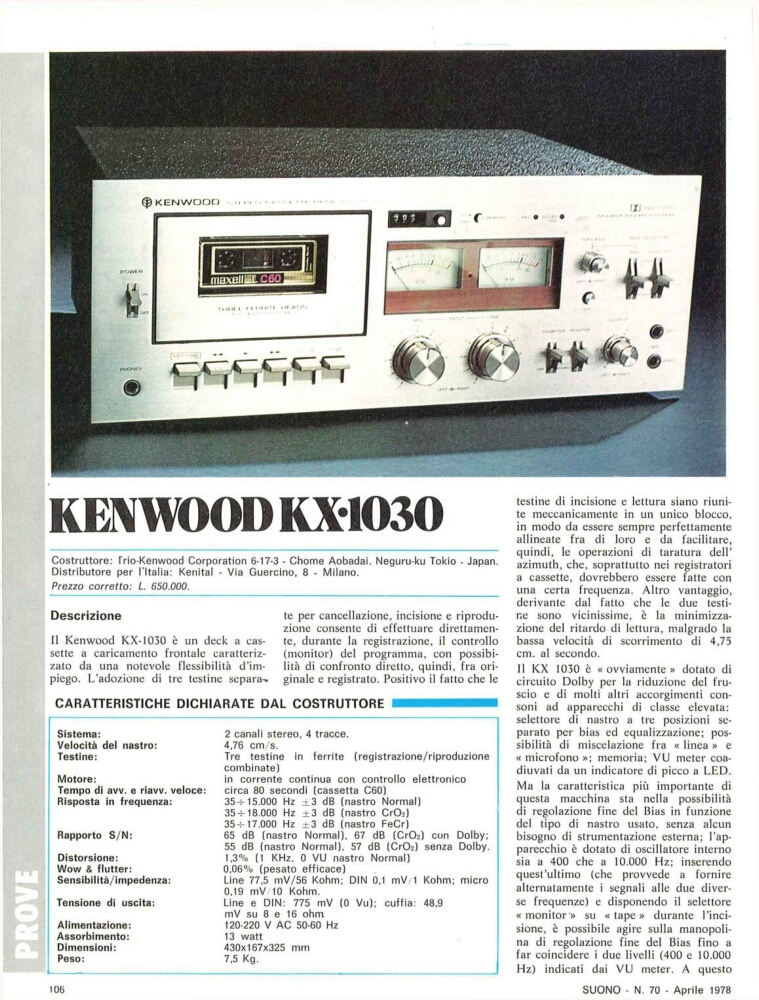 KENWOOD
POWER
ON
OFF
PHONES
maxell C60
THREE FERRITE HEADS
VU
VU
KENWOOD KX•1030
Costruttore: Trio-Kenwood Corporation 6-17-3 - Chome Aobadai. Neguru-ku Tokio - Japan.
Distributore per l'Italia: Kenital - Via Guercino, 8 - Milano.
Prezzo corretto: L. 650.000.
Descrizione
Il Kenwood KX-1030 è un deck a cas-
sette a caricamento frontale caratteriz-
zato da una notevole flessibilità d'im-
piego. L'adozione di tre testine separa-
te per cancellazione, incisione e riprodu-
zione consente di effettuare direttamen-
te, durante la registrazione, il controllo
(monitor) del programma, con possibi-
lità di confronto diretto, quindi, fra ori-
ginale e registrato. Positivo il fatto che le
testine di incisione e lettura siano riuni-
te meccanicamente in un unico blocco,
in modo da essere sempre perfettamente
allineate fra di loro e da facilitare,
quindi, le operazioni di taratura dell'
azimuth, che, soprattutto nei registratori
a cassette, dovrebbero essere fatte con
una certa frequenza. Altro vantaggio,
derivante dal fatto che le due testi-
ne sono vicinissime, è la minimizza-
zione del ritardo di lettura, malgrado la
bassa velocità di scorrimento di 4,75
cm. al secondo.
Il KX 1030 è « ovviamente » dotato di
circuito Dolby per la riduzione del fru-
scio e di molti altri accorgimenti con-
soni ad apparecchi di classe elevata:
selettore di nastro a tre posizioni se-
parato per bias ed equalizzazione; pos-
sibilità di miscelazione fra « linea » e
« microfono »; memoria; VU meter coa-
diuvati da un indicatore di picco a LED.
Ma la caratteristica più importante di
questa macchina sta nella possibilità
di regolazione fine del Bias in funzione
del tipo di nastro usato, senza alcun
bisogno di strumentazione esterna; l'ap-
parecchio è dotato di oscillatore interno
sia a 400 che a 10.000 Hz; inserendo
quest'ultimo (che provvede a fornire
alternatamente i segnali alle due diver-
se frequenze) e disponendo il selettore
« monitor » su « tape » durante l'inci-
sione, è possibile agire sulla manopoli-
na di regolazione fine del Bias fino a
far coincidere i due livelli (400 e 10.000
Hz) indicati dai VU meter. A questo
CARATTERISTICHE DICHIARATE DAL COSTRUTTORE
Sistema: 2 canali stereo, 4 tracce.
Velocità del nastro: 4,76 cm/s.
Testine: Tre testine in ferrite (registrazione/riproduzione
combinate)
Motore: in corrente continua con controllo elettronico
Tempo di avv. e riavv. veloce: circa 80 secondi (cassetta C60)
Risposta in frequenza: 35÷15.000 Hz ±3 dB (nastro Normal)
35÷18.000 Hz ±3 dB (nastro CrO₂)
35÷17.000 Hz ±3 dB (nastro FeCr)
Rapporto S/N: 65 dB (nastro Normal), 67 dB (CrO₂) con Dolby;
55 dB (nastro Normal), 57 dB (CrO₂) senza Dolby.
Distorsione: 1,3% (1 KHz, 0 VU nastro Normal)
Wow & flutter: 0,06% (pesato efficace)
Sensibilità/impedenza: Line 77,5 mV/56 Kohm; DIN 0,1 mV/1 Kohm; micro
0,19 mV/10 Kohm.
Tensione di uscita: Line e DIN: 775 mV (0 Vu); cuffia: 48,9
mV su 8 e 16 ohm
Alimentazione: 120-220 V AC 50-60 Hz
Assorbimento: 13 watt
Dimensioni: 430x167x325 mm
Peso: 7,5 Kg.
PROVE
106
SUONO - N. 70 - Aprile 1978